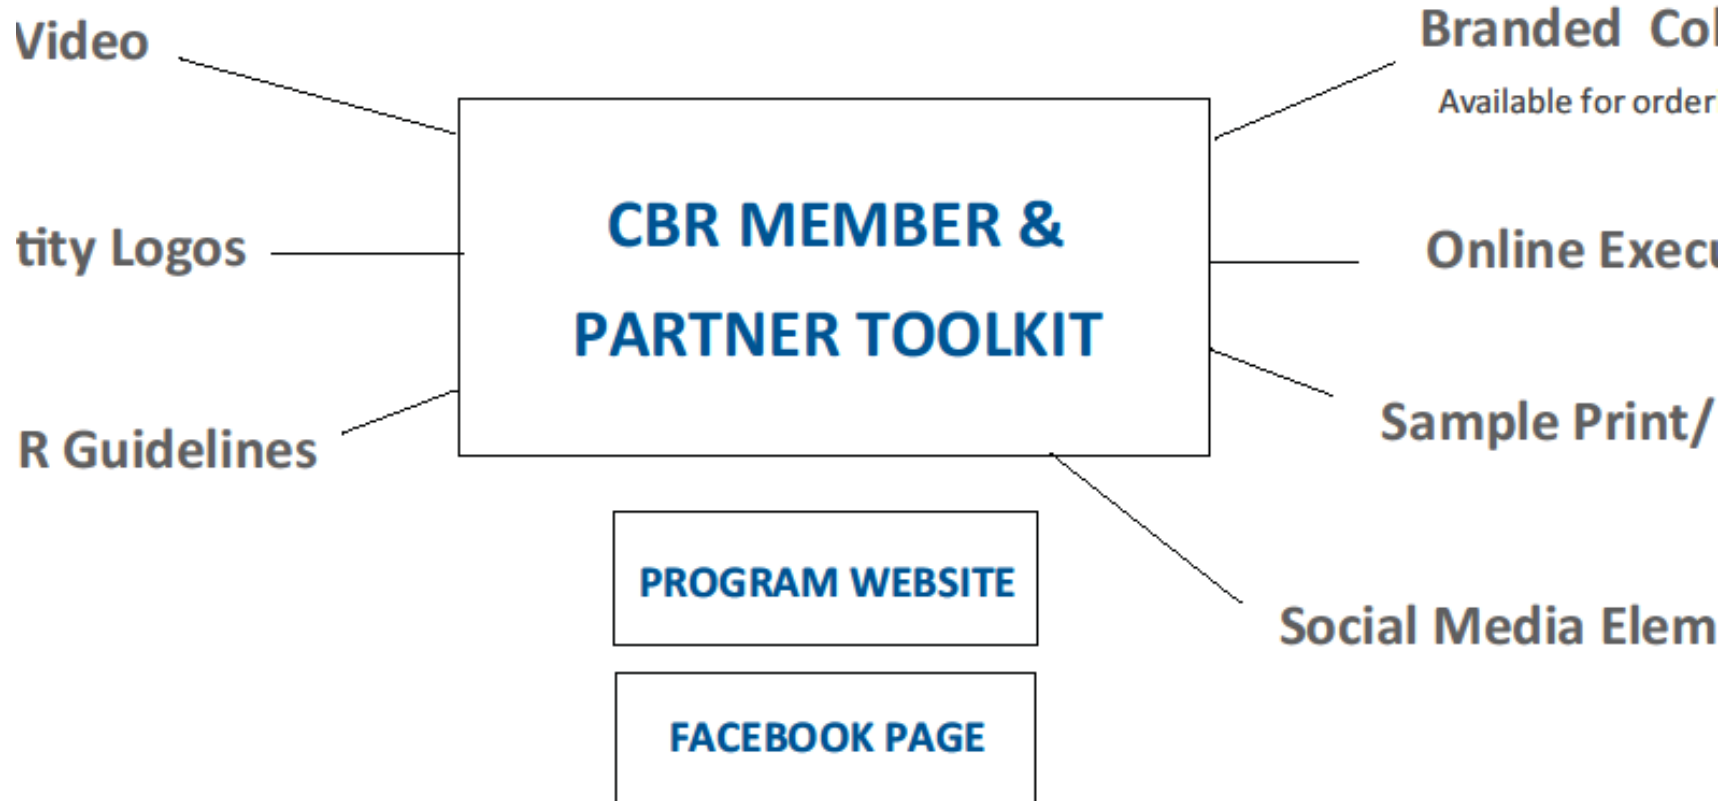 Video
Branded Col
Available for order
CBR MEMBER &
PARTNER TOOLKIT
tity Logos
Online Execu
R Guidelines
Sample Print/
PROGRAM WEBSITE
Social Media Elem
FACEBOOK PAGE